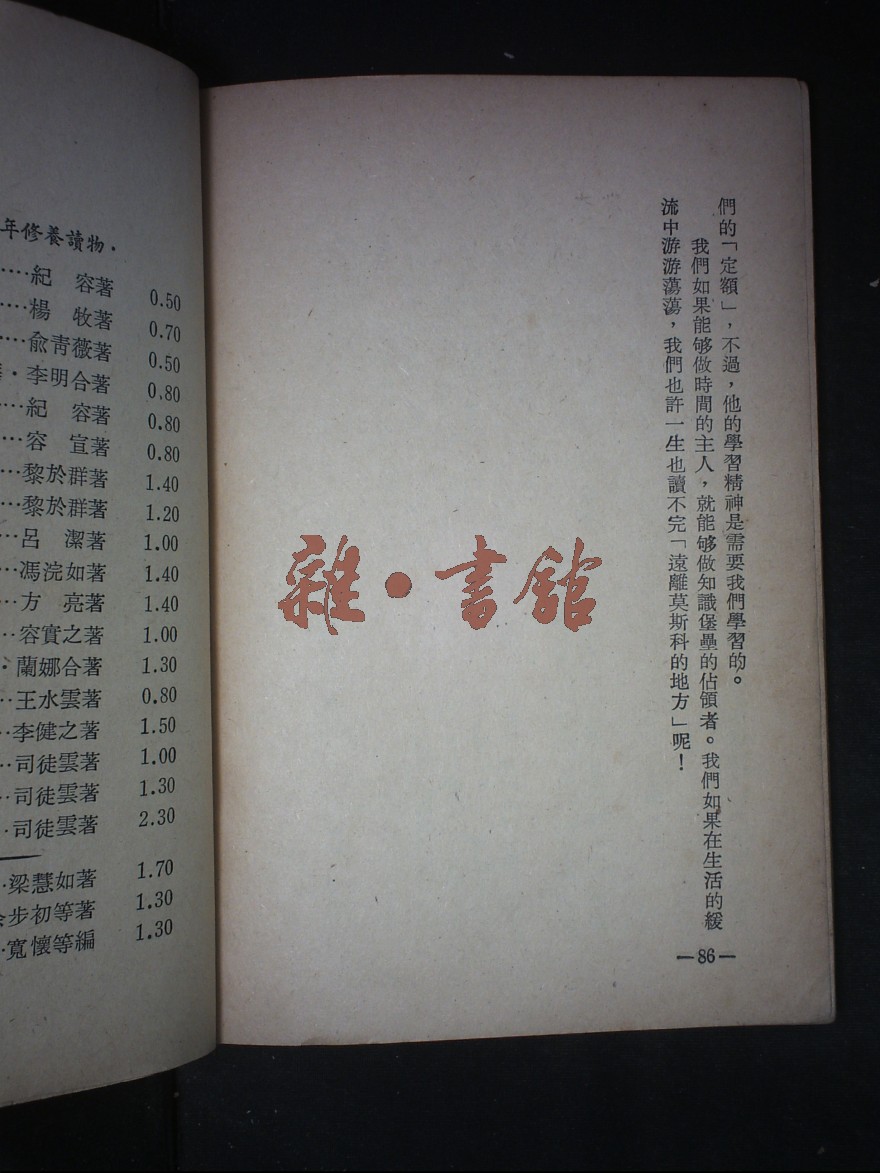 們的「定額」，不過，他的學習精神是需要我們學習的。
我們如果能够做時間的主人，就能够做知識堡壘的佔領者。我們如果在生活的緩
流中游游蕩蕩，我們也許一生也讀不完「遠離莫斯科的地方」呢！
—86—
雜·書館
年修養讀物·
····紀 容著 0.50
····楊 牧著 0.70
····兪靑薇著 0.50
·李明合著 0.80
····紀 容著 0.80
···容 宣著 0.80
···黎於群著 1.40
···黎於群著 1.20
···呂 潔著 1.00
···馮浣如著 1.40
···方 亮著 1.40
··容實之著 1.00
·蘭娜合著 1.30
··王水雲著 0.80
··李健之著 1.50
··司徒雲著 1.00
··司徒雲著 1.30
··司徒雲著 2.30
··梁慧如著 1.70
步初等著 1.30
··寬懷等編 1.30